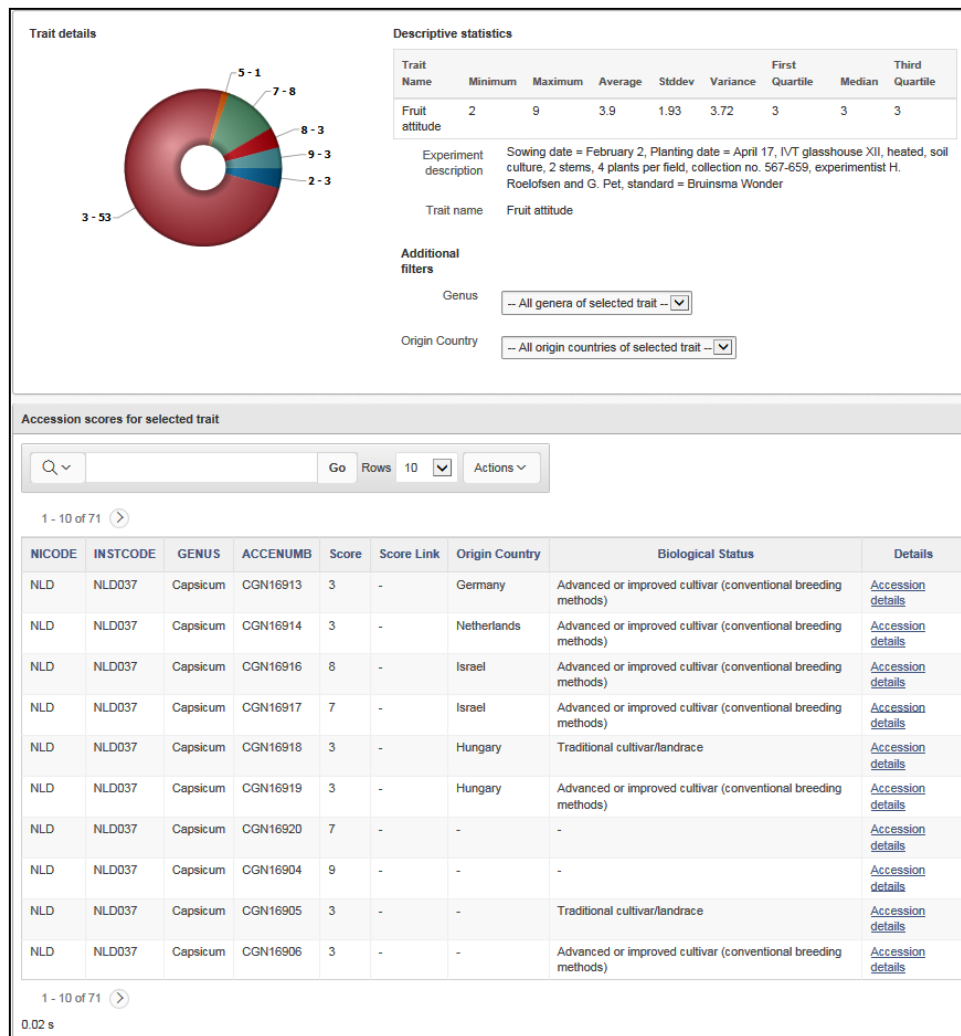 Trait details
5 - 1
7 - 8
8 - 3
9 - 3
2 - 3
3 - 53
Descriptive statistics
Trait Name Minimum Maximum Average Stddev Variance First Quartile Median Third Quartile
Fruit attitude 2 9 3.9 1.93 3.72 3 3 3
Experiment description
Sowing date = February 2, Planting date = April 17, IVT glasshouse XII, heated, soil
culture, 2 stems, 4 plants per field, collection no. 567-659, experimentist H.
Roelofsen and G. Pet, standard = Bruinsma Wonder
Trait name Fruit attitude
Additional
filters
Genus -- All genera of selected trait --
Origin Country -- All origin countries of selected trait --
Accession scores for selected trait
Go Rows 10 Actions
1 - 10 of 71
NICODE INSTCODE GENUS ACCENUMB Score Score Link Origin Country Biological Status Details
NLD NLD037 Capsicum CGN16913 3 - Germany Advanced or improved cultivar (conventional breeding methods) Accession details
NLD NLD037 Capsicum CGN16914 3 - Netherlands Advanced or improved cultivar (conventional breeding methods) Accession details
NLD NLD037 Capsicum CGN16916 8 - Israel Advanced or improved cultivar (conventional breeding methods) Accession details
NLD NLD037 Capsicum CGN16917 7 - Israel Advanced or improved cultivar (conventional breeding methods) Accession details
NLD NLD037 Capsicum CGN16918 3 - Hungary Traditional cultivar/landrace Accession details
NLD NLD037 Capsicum CGN16919 3 - Hungary Advanced or improved cultivar (conventional breeding methods) Accession details
NLD NLD037 Capsicum CGN16920 7 - - - Accession details
NLD NLD037 Capsicum CGN16904 9 - - - Accession details
NLD NLD037 Capsicum CGN16905 3 - - Traditional cultivar/landrace Accession details
NLD NLD037 Capsicum CGN16906 3 - - Advanced or improved cultivar (conventional breeding methods) Accession details
1 - 10 of 71
0.02 s